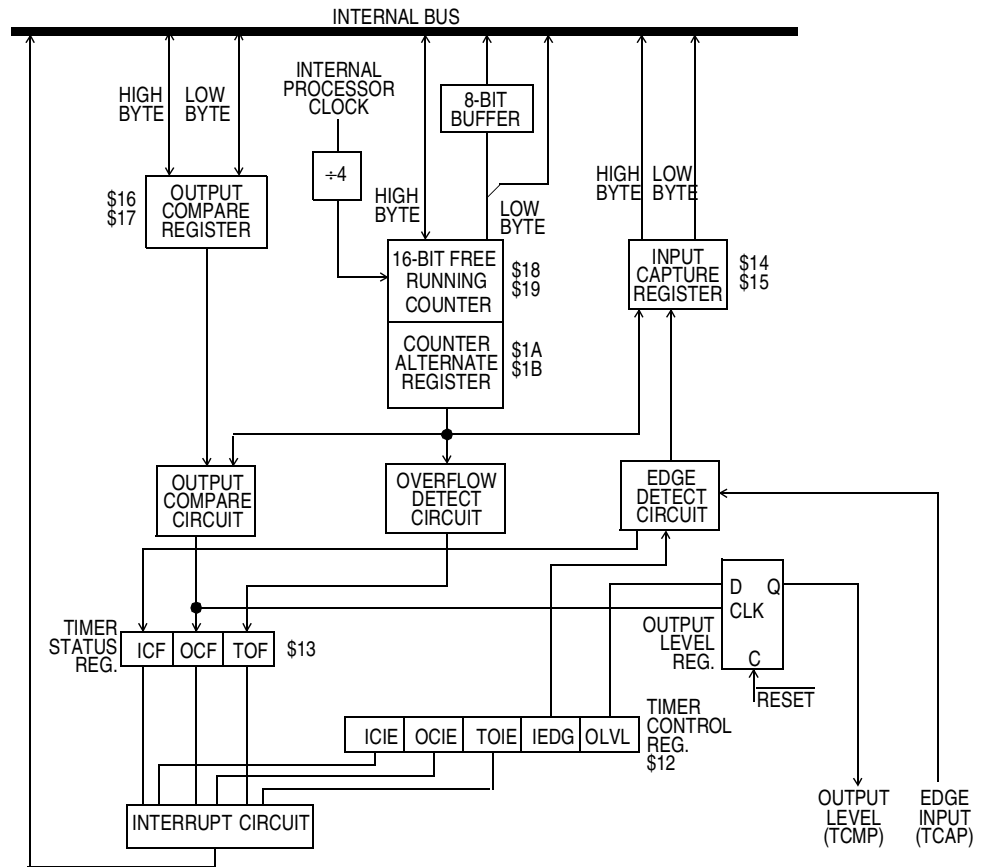 INTERNAL BUS
HIGH
BYTE
LOW
BYTE
INTERNAL
PROCESSOR
CLOCK
8-BIT
BUFFER
÷4
HIGH
BYTE
LOW
BYTE
HIGH
BYTE
LOW
BYTE
$16
$17
OUTPUT
COMPARE
REGISTER
16-BIT FREE
RUNNING
COUNTER
$18
$19
INPUT
CAPTURE
REGISTER
$14
$15
COUNTER
ALTERNATE
REGISTER
$1A
$1B
OUTPUT
COMPARE
CIRCUIT
OVERFLOW
DETECT
CIRCUIT
EDGE
DETECT
CIRCUIT
D Q
CLK
C
OUTPUT
LEVEL
REG.
RESET
TIMER
STATUS
REG.
ICF OCF TOF
$13
ICIE OCIE TOIE IEDG OLVL
TIMER
CONTROL
REG.
$12
INTERRUPT CIRCUIT
OUTPUT
LEVEL
(TCMP)
EDGE
INPUT
(TCAP)